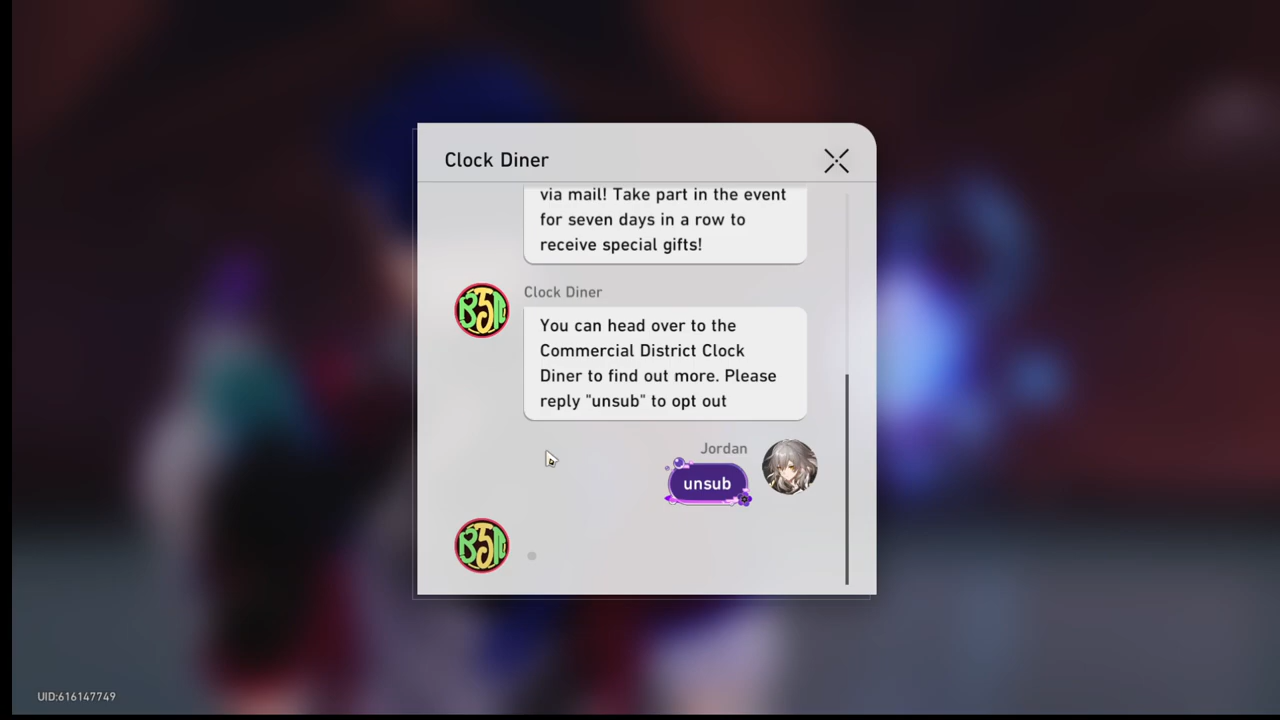 Clock Diner
via mail! Take part in the event
for seven days in a row to
receive special gifts!
Clock Diner
You can head over to the
Commercial District Clock
Diner to find out more. Please
reply "unsub" to opt out
Jordan
unsub
UID:616147749